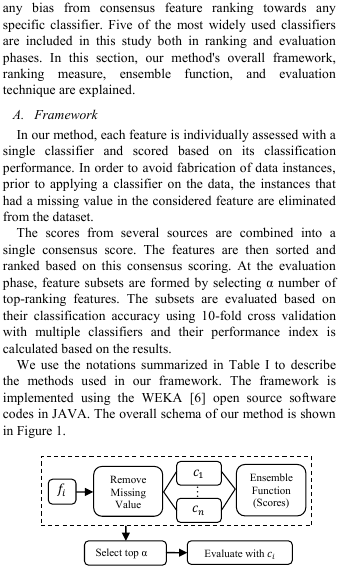 any bias from consensus feature ranking towards any
specific classifier. Five of the most widely used classifiers
are included in this study both in ranking and evaluation
phases. In this section, our method's overall framework,
ranking measure, ensemble function, and evaluation
technique are explained.
A. Framework
In our method, each feature is individually assessed with a
single classifier and scored based on its classification
performance. In order to avoid fabrication of data instances,
prior to applying a classifier on the data, the instances that
had a missing value in the considered feature are eliminated
from the dataset.
The scores from several sources are combined into a
single consensus score. The features are then sorted and
ranked based on this consensus scoring. At the evaluation
phase, feature subsets are formed by selecting α number of
top-ranking features. The subsets are evaluated based on
their classification accuracy using 10-fold cross validation
with multiple classifiers and their performance index is
calculated based on the results.
We use the notations summarized in Table I to describe
the methods used in our framework. The framework is
implemented using the WEKA [6] open source software
codes in JAVA. The overall schema of our method is shown
in Figure 1.
f_i
Remove
Missing
Value
c_1
⋮
c_n
Ensemble
Function
(Scores)
Select top α
Evaluate with c_i